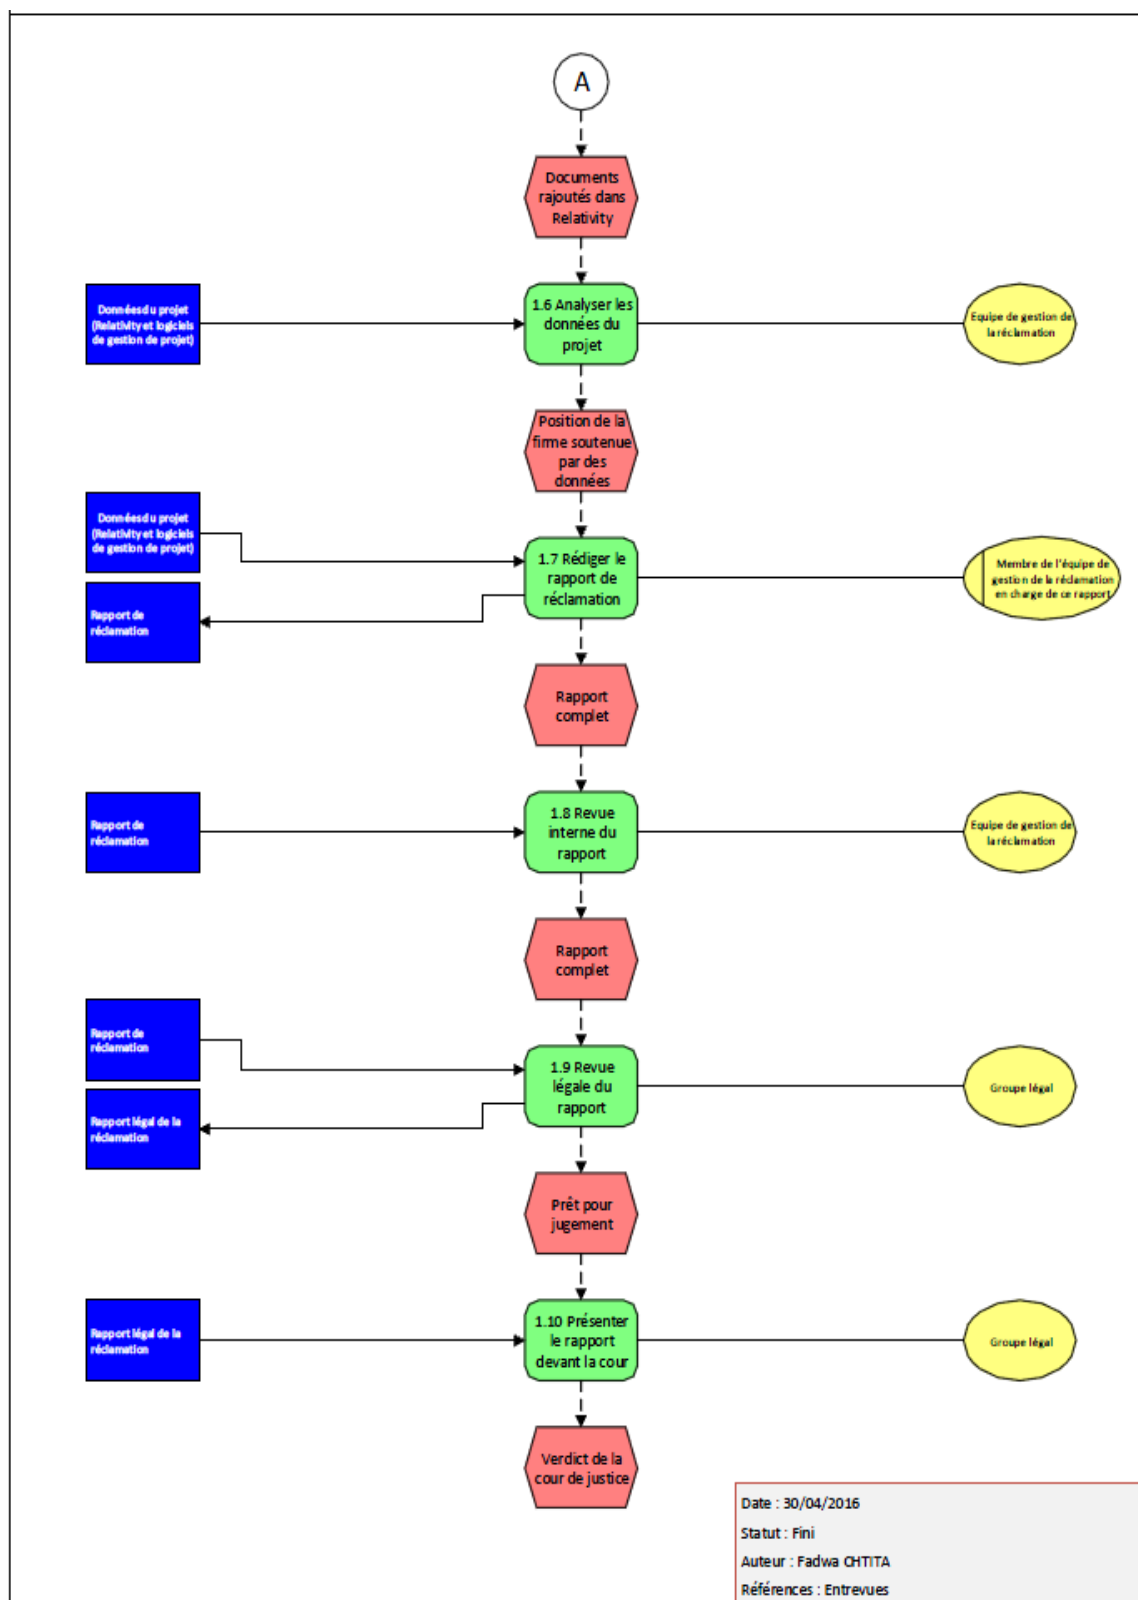 A
Documents
rajoutés dans
Relativity
Données du projet
(Relativity et logiciels
de gestion de projet)
1.6 Analyser les
données du
projet
Equipe de gestion de
la réclamation
Position de la
firme soutenue
par des
données
Données du projet
(Relativity et logiciels
de gestion de projet)
Rapport de
réclamation
1.7 Rédiger le
rapport de
réclamation
Membre de l'équipe de
gestion de la réclamation
en charge de ce rapport
Rapport
complet
Rapport de
réclamation
1.8 Revue
interne du
rapport
Equipe de gestion de
la réclamation
Rapport
complet
Rapport de
réclamation
Rapport légal de la
réclamation
1.9 Revue
légale du
rapport
Groupe légal
Prêt pour
jugement
Rapport légal de la
réclamation
1.10 Présenter
le rapport
devant la cour
Groupe légal
Verdict de la
cour de justice
Date : 30/04/2016
Statut : Fini
Auteur : Fadwa CHTITA
Références : Entrevues